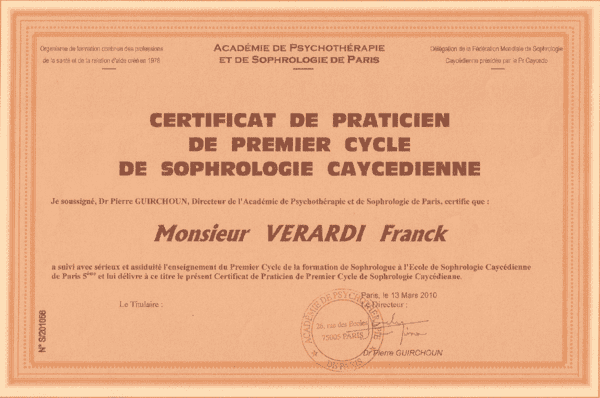 Organisme de formation continue des professions
de la santé et de la relation d'aide créé en 1976
ACADÉMIE DE PSYCHOTHÉRAPIE
ET DE SOPHROLOGIE DE PARIS
Délégation de la Fédération Mondiale de Sophrologie
Caycédienne présidée par le Pr Caycedo
CERTIFICAT DE PRATICIEN
DE PREMIER CYCLE
DE SOPHROLOGIE CAYCEDIENNE
Je soussigné, Dr Pierre GUIRCHOUN, Directeur de l'Académie de Psychothérapie et de Sophrologie de Paris, certifie que :
Monsieur VERARDI Franck
a suivi avec sérieux et assiduité l'enseignement du Premier Cycle de la formation de Sophrologue à l'Ecole de Sophrologie Caycédienne
de Paris 5ème et lui délivre à ce titre le présent Certificat de Praticien de Premier Cycle de Sophrologie Caycédienne.
Paris, le 13 Mars 2010
Le Titulaire :
Le Directeur :
ACADÉMIE DE PSYCHOTHÉRAPIE
rue des Ecoles
75005 PARIS
DE PARIS
Dr Pierre GUIRCHOUN
N° S/201056